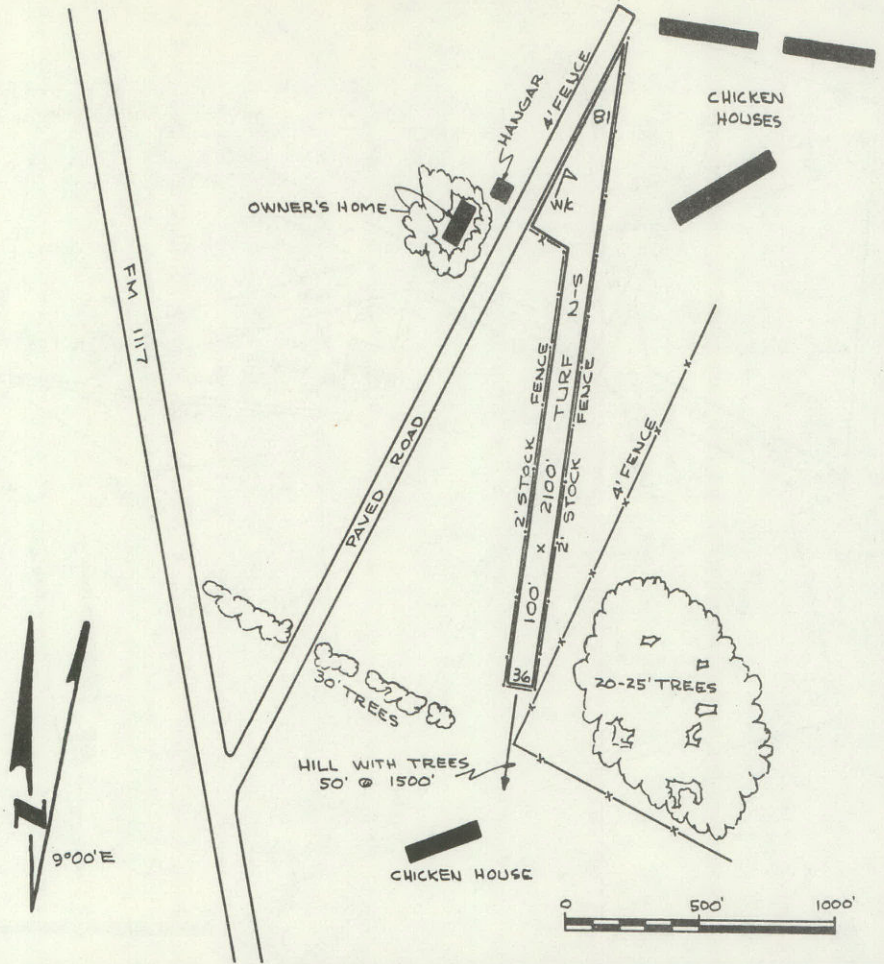 4' FENCE
CHICKEN
HOUSES
HANGAR
81
OWNER'S HOME
WK
FM 1117
2-S
2' STOCK FENCE
100' x 2100' TURF
2' STOCK FENCE
4' FENCE
PAVED ROAD
30' TREES
36
20-25' TREES
HILL WITH TREES
50' @ 1500'
N
9°00'E
CHICKEN HOUSE
0 500' 1000'